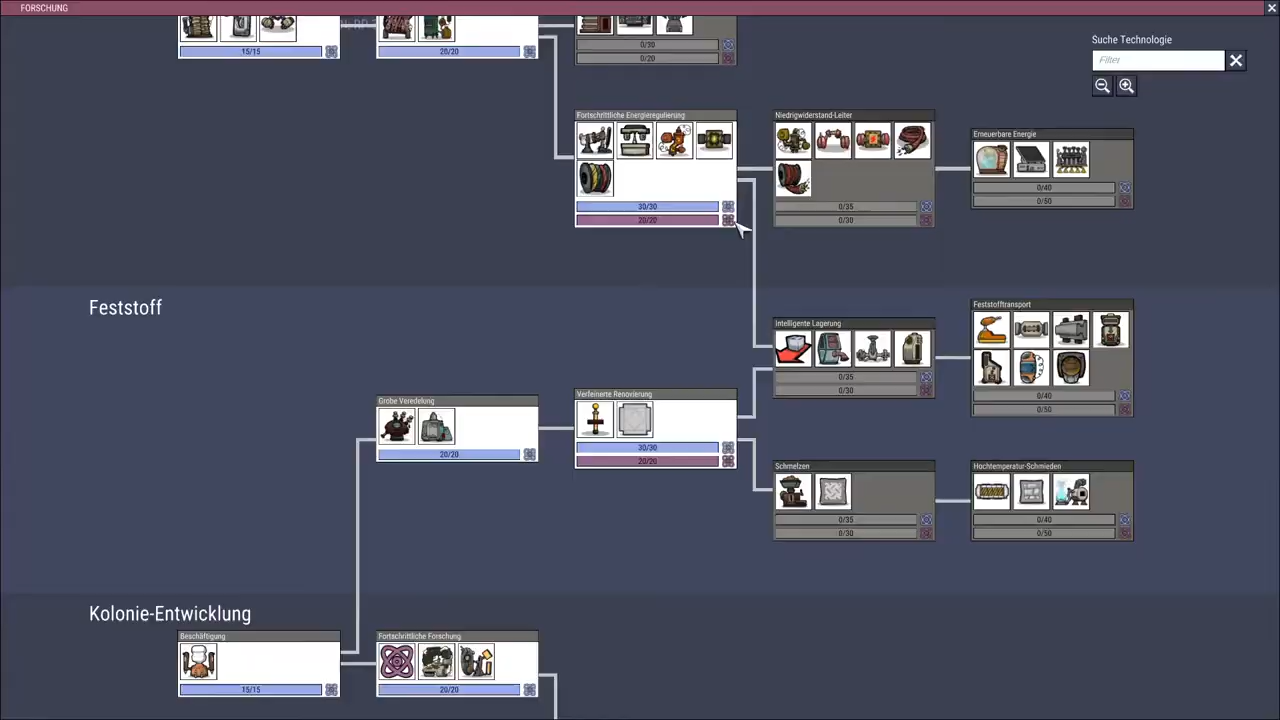 FORSCHUNG
Suche Technologie
Filter
15/15
20/20
0/30
0/20
Fortschrittliche Energieregulierung
30/30
20/20
Niedrigwiderstand-Leiter
0/35
0/30
Erneuerbare Energie
0/40
0/50
Feststoff
Intelligente Lagerung
0/35
0/30
Feststofftransport
0/40
0/50
Grobe Veredelung
20/20
Verfeinerte Renovierung
30/30
20/20
Schmelzen
0/35
0/30
Hochtemperatur-Schmieden
0/40
0/50
Kolonie-Entwicklung
Beschäftigung
15/15
Fortschrittliche Forschung
20/20